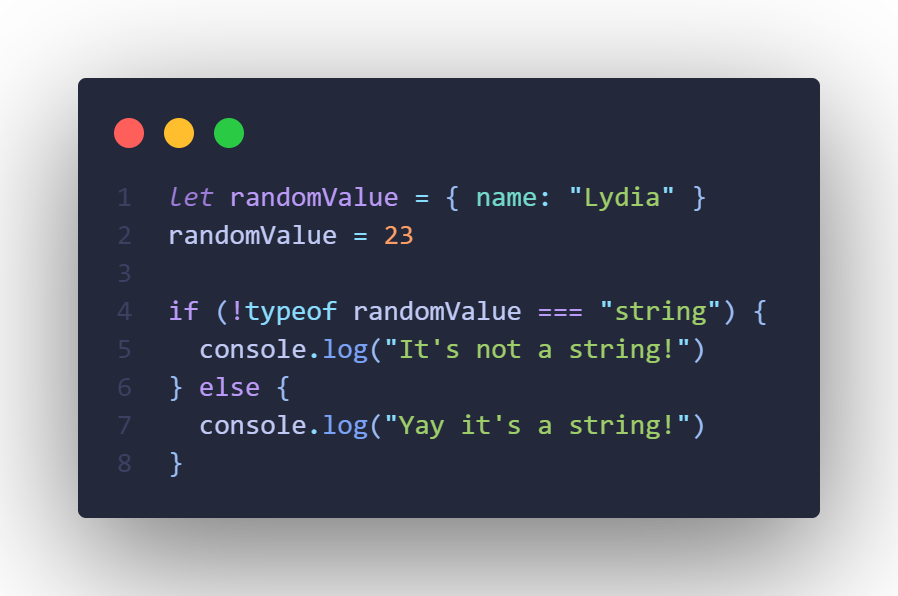 1 let randomValue = { name: "Lydia" }
2 randomValue = 23
3
4 if (!typeof randomValue === "string") {
5   console.log("It's not a string!")
6 } else {
7   console.log("Yay it's a string!")
8 }